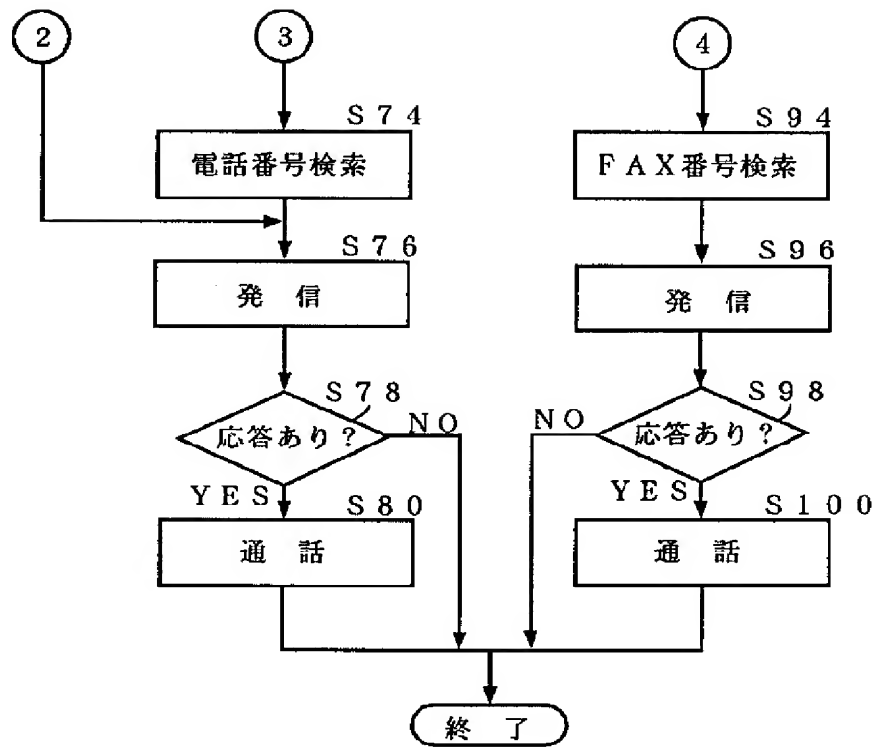 2
3
4
S74
電話番号検索
S94
FAX番号検索
S76
発信
S96
発信
S78
応答あり?
NO
YES
S98
応答あり?
NO
YES
S80
通話
S100
通話
終了